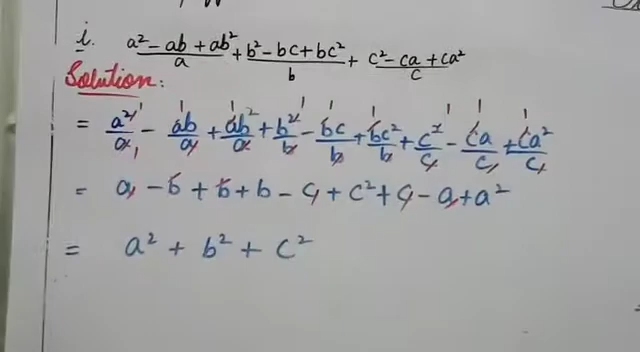 i. a² - ab + ab²/a + b² - bc + bc²/b + c² - ca + ca²/c
Solution:
= a²/a - ab/a + ab²/a + b²/b - bc/b + bc²/b + c²/c - ca/c + ca²/c
= a - b + b + b - c + c² + c - a + a²
= a² + b² + c²